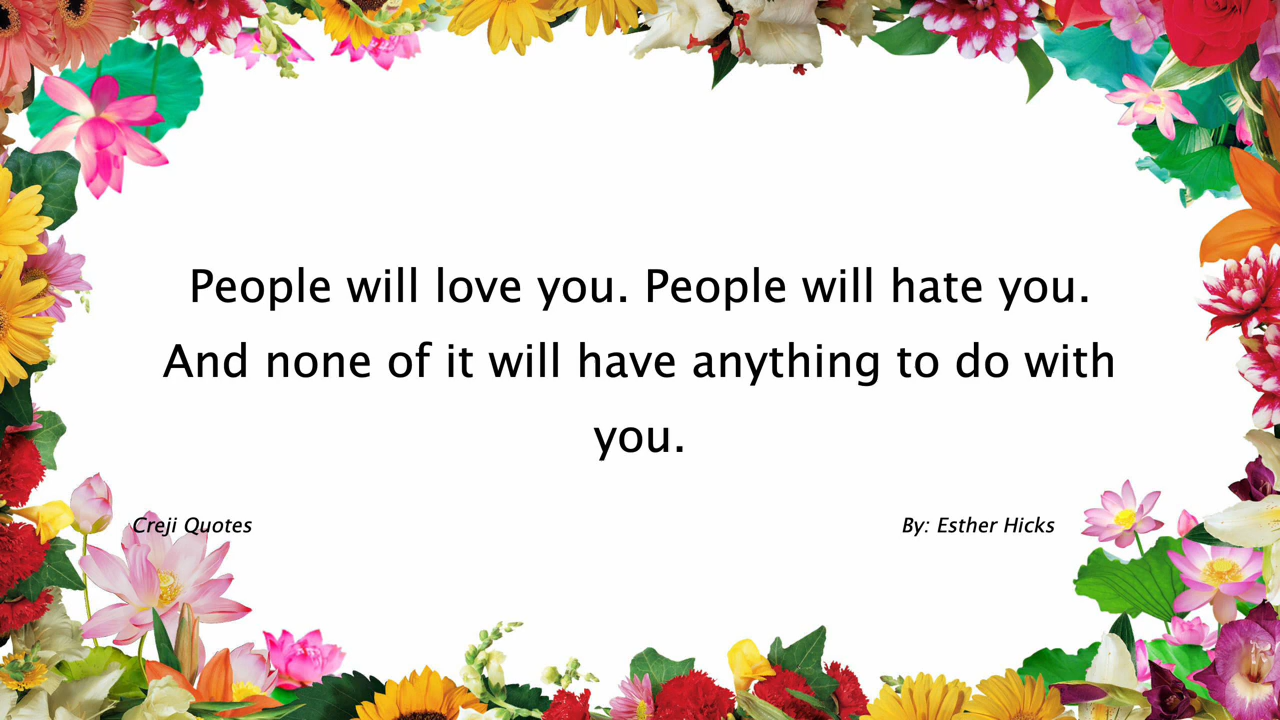 People will love you. People will hate you.
And none of it will have anything to do with
you.
Creji Quotes
By: Esther Hicks